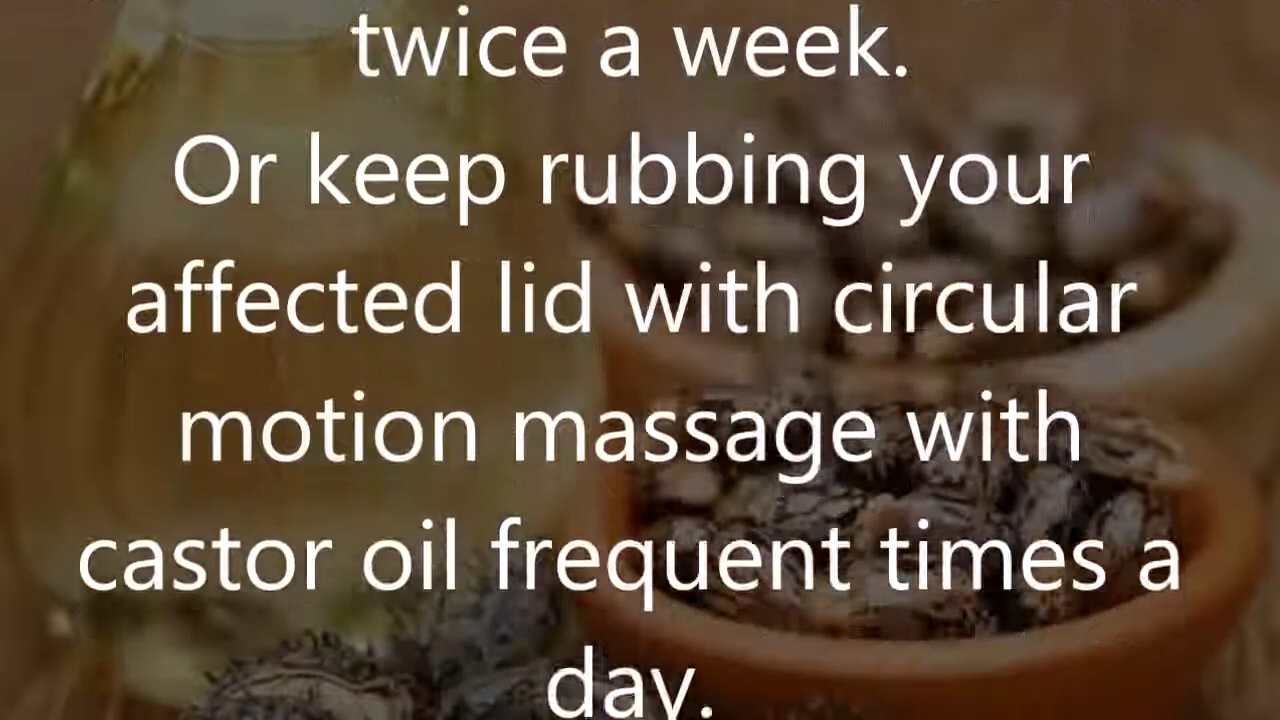 twice a week.
Or keep rubbing your
affected lid with circular
motion massage with
castor oil frequent times a
day.